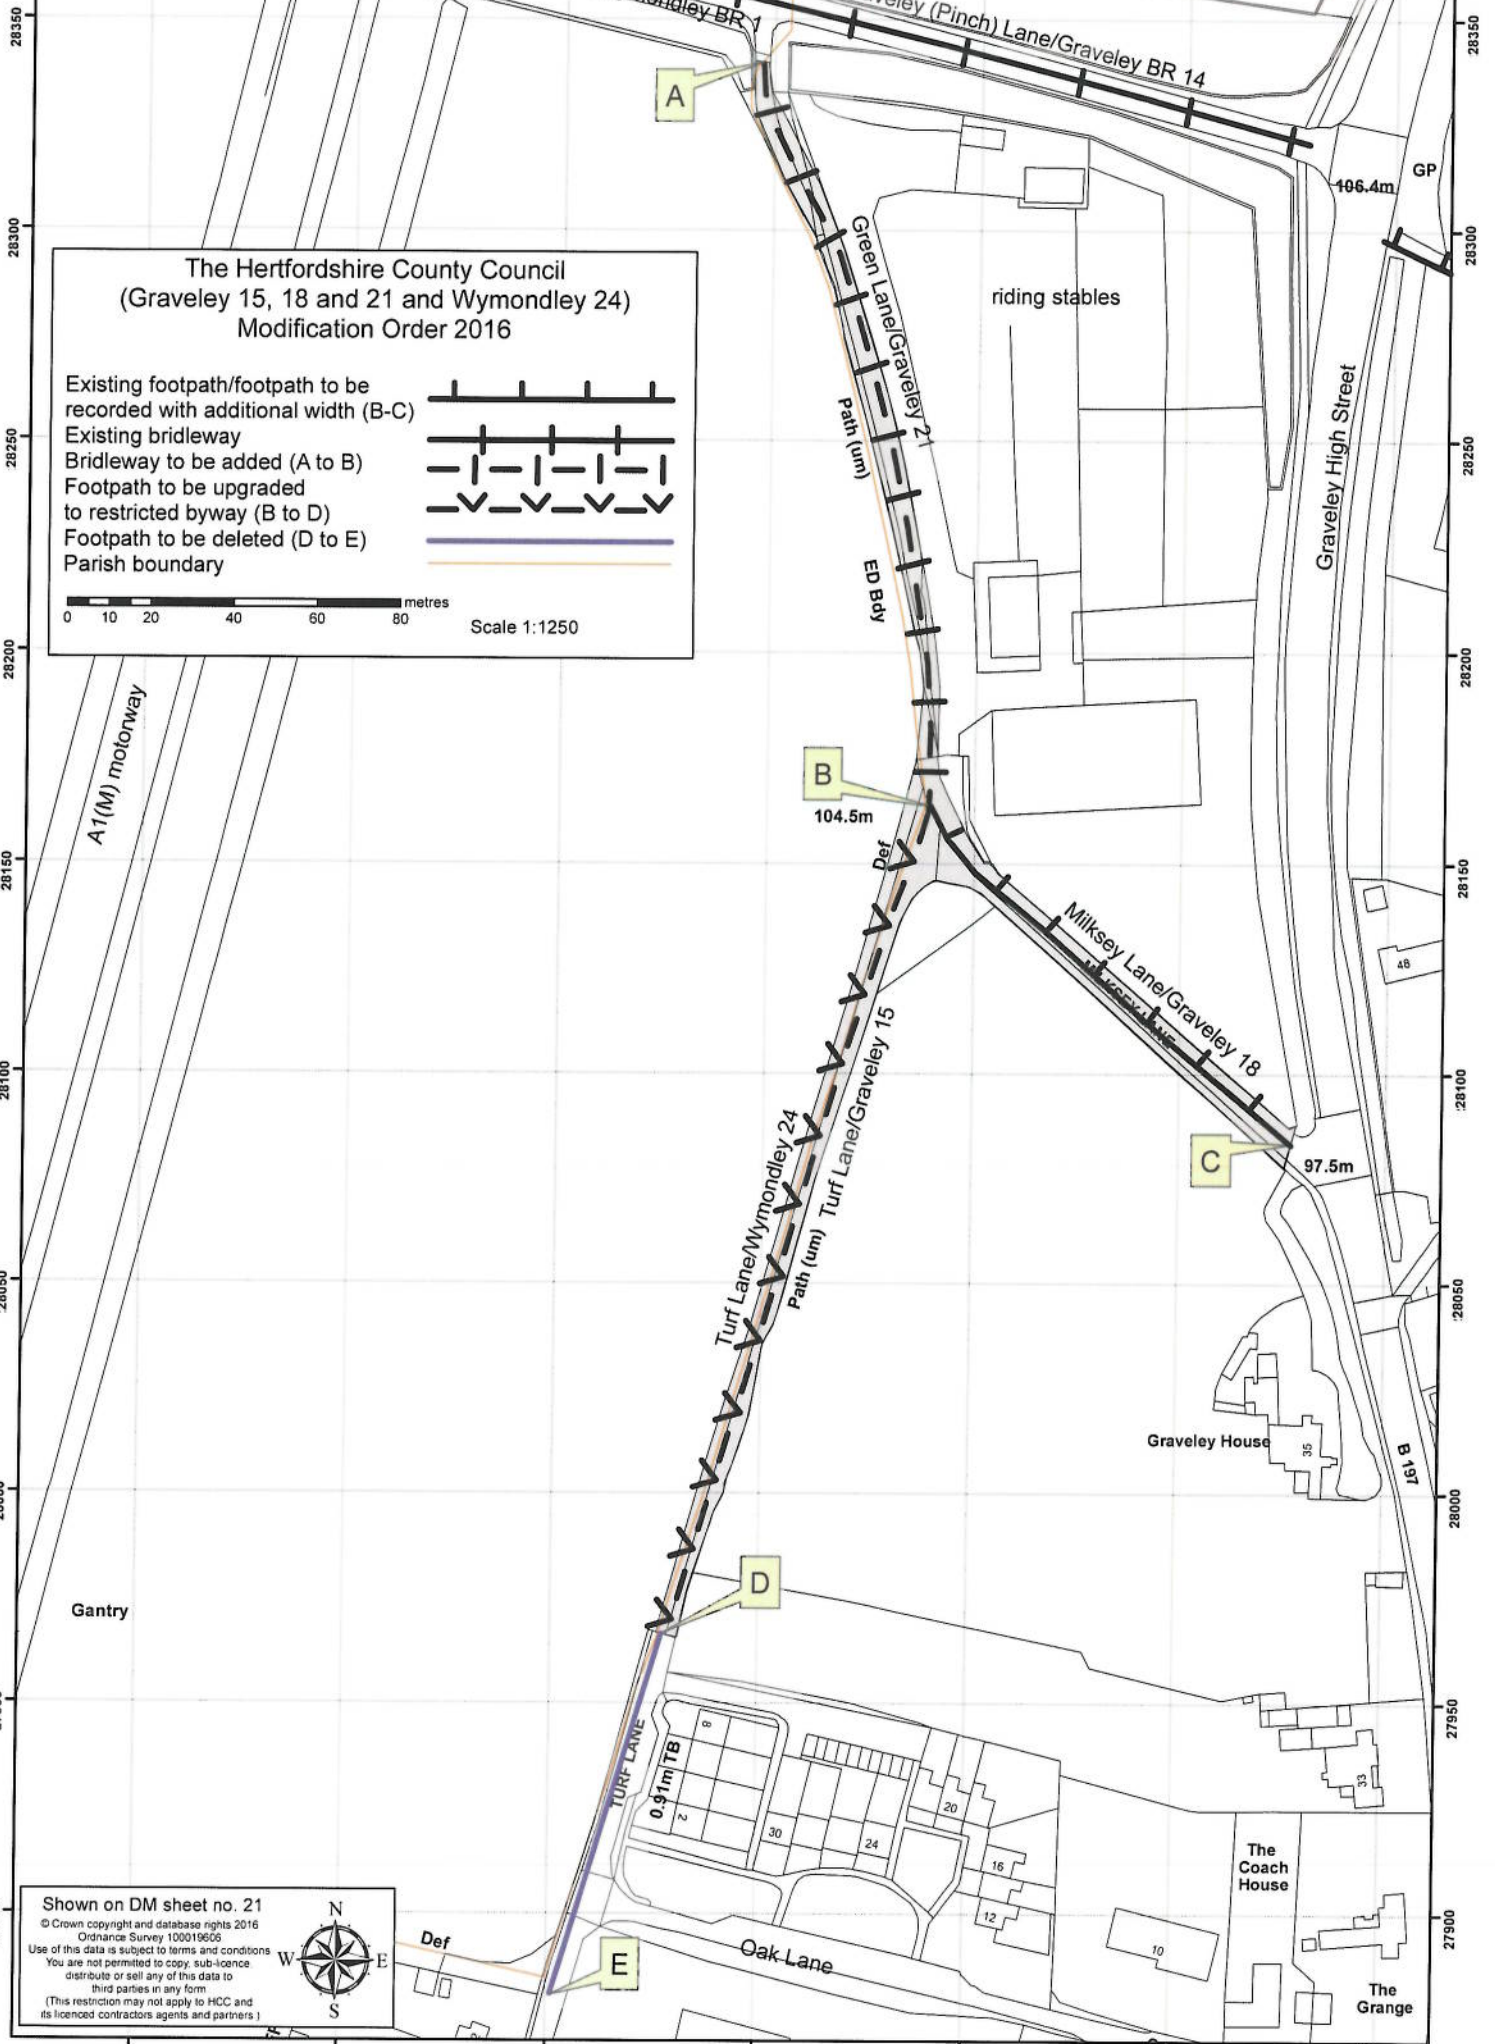 BR 1
(Pinch) Lane/Graveley BR 14
28350
28350
A
106.4m
GP
28300
28300
The Hertfordshire County Council
(Graveley 15, 18 and 21 and Wymondley 24)
Modification Order 2016
Existing footpath/footpath to be
recorded with additional width (B-C)
Existing bridleway
Bridleway to be added (A to B)
Footpath to be upgraded
to restricted byway (B to D)
Footpath to be deleted (D to E)
Parish boundary
metres
0 10 20 40 60 80
Scale 1:1250
Green Lane/Graveley 21
riding stables
Graveley High Street
Path (um)
28250
28250
ED Bdy
28200
28200
A1(M) motorway
B
104.5m
Def
28150
28150
Milksey Lane/Graveley 18
MILKSEY LANE
48
28100
28100
Turf Lane/Graveley 15
Turf Lane/Wymondley 24
Path (um)
C
97.5m
28050
28050
Graveley House
35
B 197
28000
Gantry
D
27950
TURF LANE
0.91m TB
8
2
30
24
20
16
12
33
The
Coach
House
10
27900
Shown on DM sheet no. 21
© Crown copyright and database rights 2016
Ordnance Survey 100019606
Use of this data is subject to terms and conditions
You are not permitted to copy, sub-licence,
distribute or sell any of this data to
third parties in any form
(This restriction may not apply to HCC and
its licenced contractors agents and partners )
N
W E
S
Def
E
Oak Lane
The
Grange